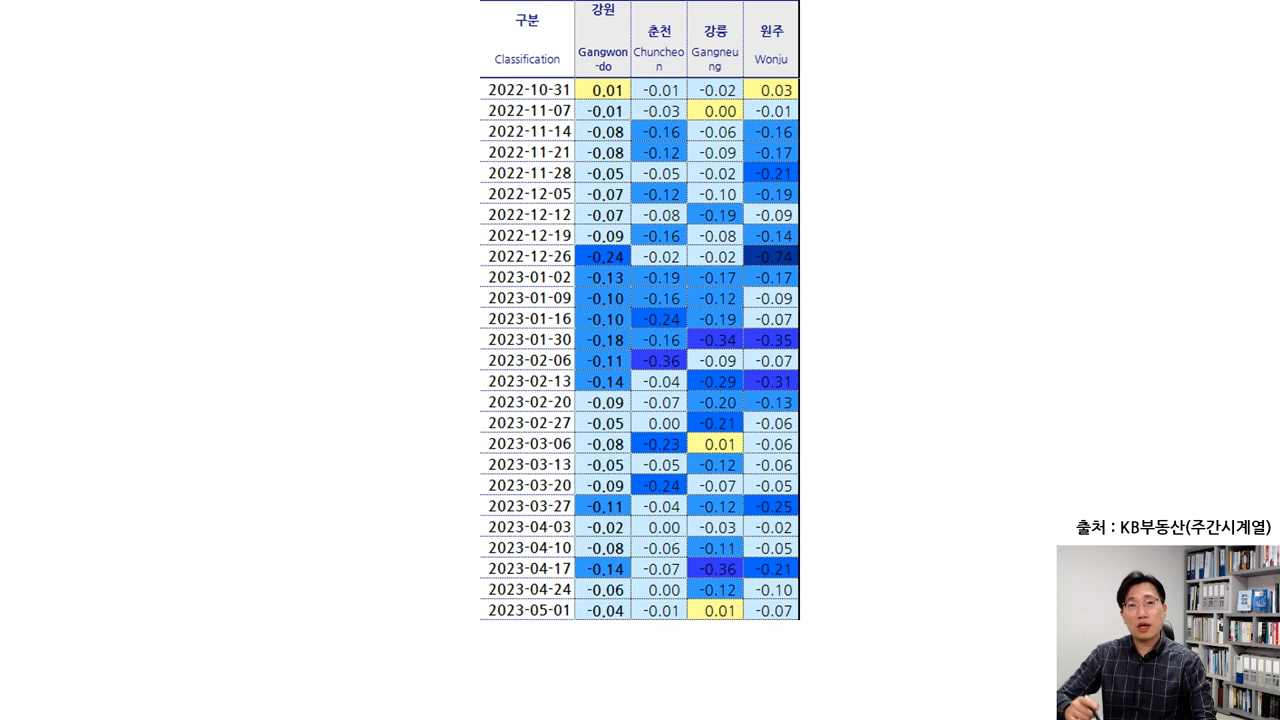 구분 강원 춘천 강릉 원주
Classification Gangwon-do Chuncheon Gangneung Wonju
2022-10-31 0.01 -0.01 -0.02 0.03
2022-11-07 -0.01 -0.03 0.00 -0.01
2022-11-14 -0.08 -0.16 -0.06 -0.16
2022-11-21 -0.08 -0.12 -0.09 -0.17
2022-11-28 -0.05 -0.05 -0.02 -0.21
2022-12-05 -0.07 -0.12 -0.10 -0.19
2022-12-12 -0.07 -0.08 -0.19 -0.09
2022-12-19 -0.09 -0.16 -0.08 -0.14
2022-12-26 -0.24 -0.02 -0.02 -0.74
2023-01-02 -0.13 -0.19 -0.17 -0.17
2023-01-09 -0.10 -0.16 -0.12 -0.09
2023-01-16 -0.10 -0.24 -0.19 -0.07
2023-01-30 -0.18 -0.16 -0.34 -0.35
2023-02-06 -0.11 -0.36 -0.09 -0.07
2023-02-13 -0.14 -0.04 -0.29 -0.31
2023-02-20 -0.09 -0.07 -0.20 -0.13
2023-02-27 -0.05 0.00 -0.21 -0.06
2023-03-06 -0.08 -0.23 0.01 -0.06
2023-03-13 -0.05 -0.05 -0.12 -0.06
2023-03-20 -0.09 -0.24 -0.07 -0.05
2023-03-27 -0.11 -0.04 -0.12 -0.25
2023-04-03 -0.02 0.00 -0.03 -0.02
2023-04-10 -0.08 -0.06 -0.11 -0.05
2023-04-17 -0.14 -0.07 -0.36 -0.21
2023-04-24 -0.06 0.00 -0.12 -0.10
2023-05-01 -0.04 -0.01 0.01 -0.07
출처 : KB부동산(주간시계열)